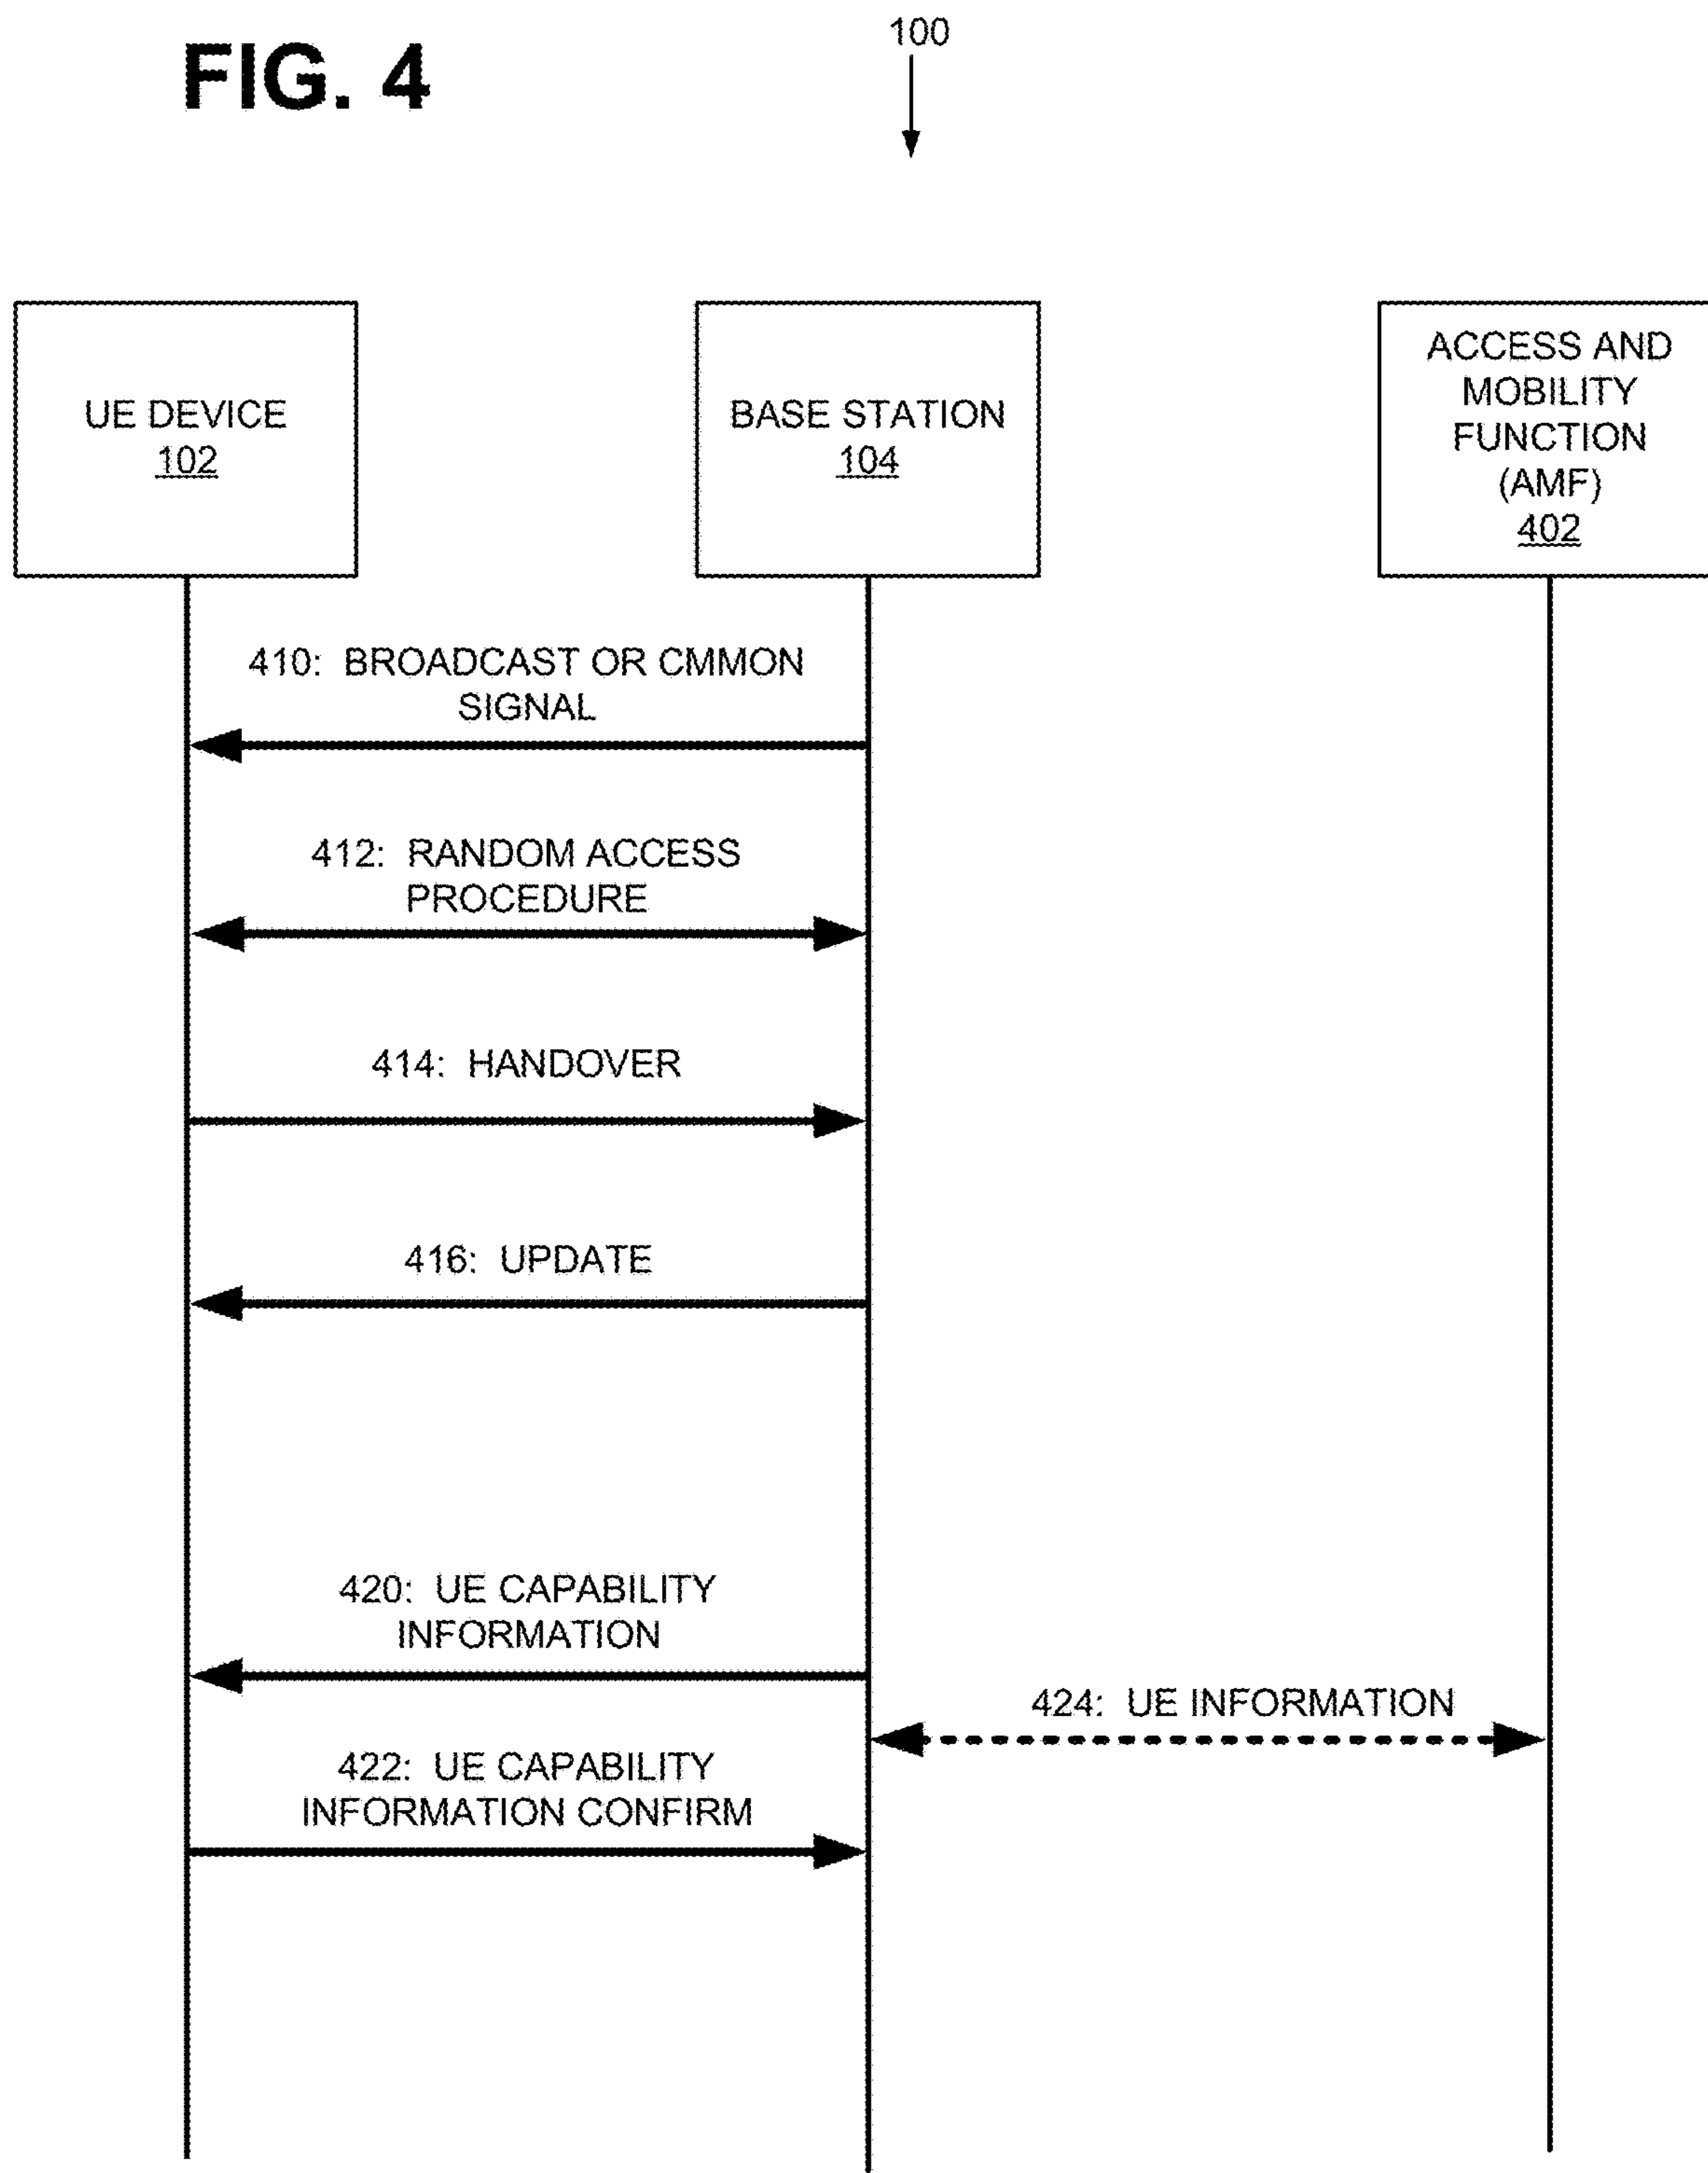 FIG. 4
100
UE DEVICE
102
BASE STATION
104
ACCESS AND
MOBILITY
FUNCTION
(AMF)
402
410: BROADCAST OR CMMON
SIGNAL
412: RANDOM ACCESS
PROCEDURE
414: HANDOVER
416: UPDATE
420: UE CAPABILITY
INFORMATION
424: UE INFORMATION
422: UE CAPABILITY
INFORMATION CONFIRM